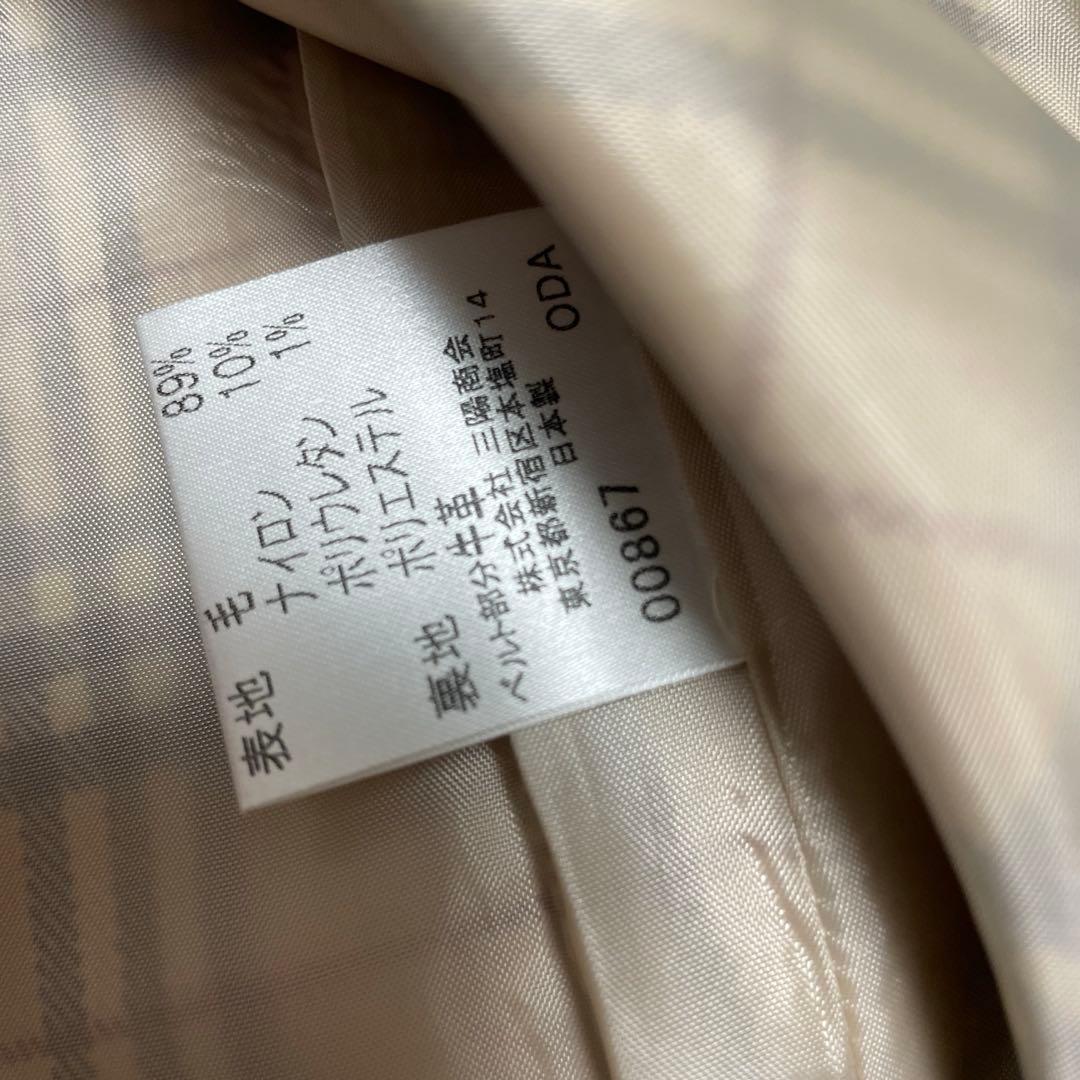 表地 毛 89%
ナイロン 10%
ポリウレタン 1%
裏地 ポリエステル
ベルト部分牛革
株式会社 三陽商会
東京都新宿区本塩町14
日本製
00867 ODA